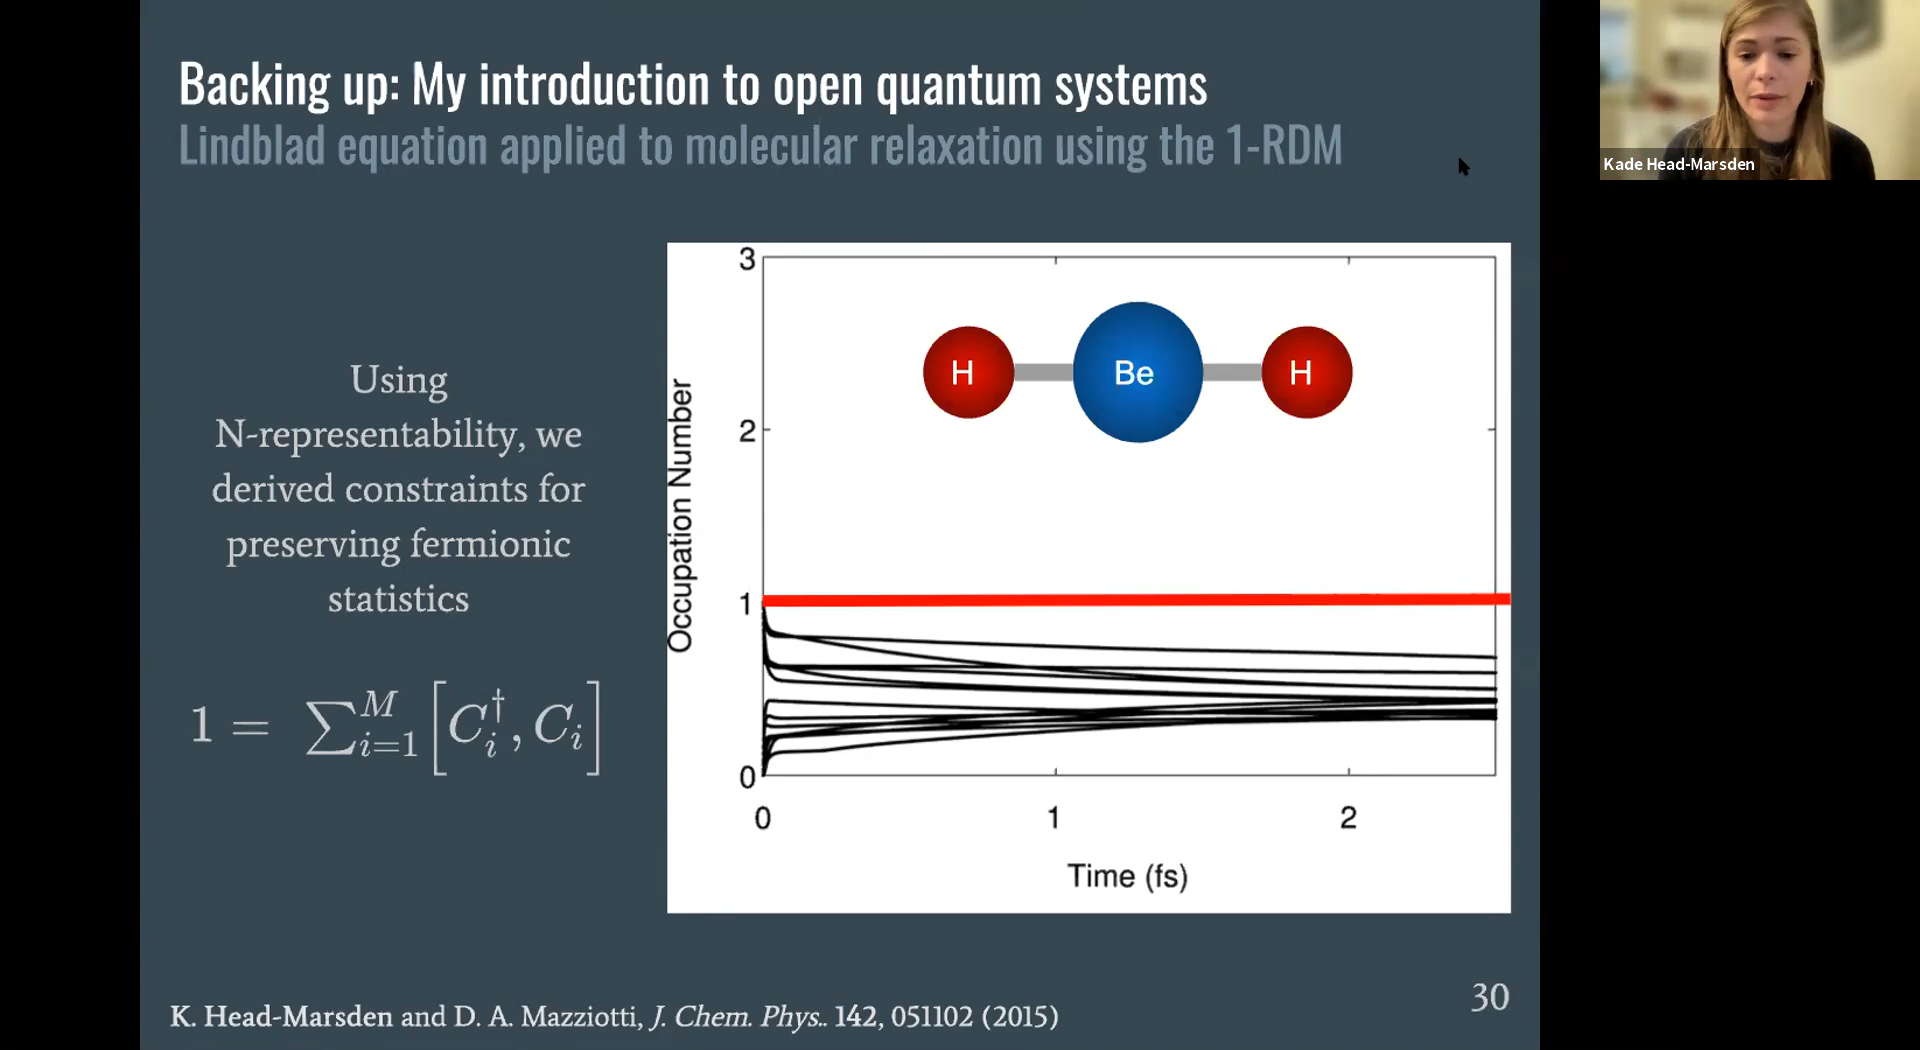 Backing up: My introduction to open quantum systems
Lindblad equation applied to molecular relaxation using the 1-RDM
Kade Head-Marsden
Using
N-representability, we
derived constraints for
preserving fermionic
statistics
1 = ∑_{i=1}^{M} [C_i^†, C_i]
3
2
1
0
Occupation Number
H
Be
H
0
1
2
Time (fs)
30
K. Head-Marsden and D. A. Mazziotti, J. Chem. Phys.. 142, 051102 (2015)